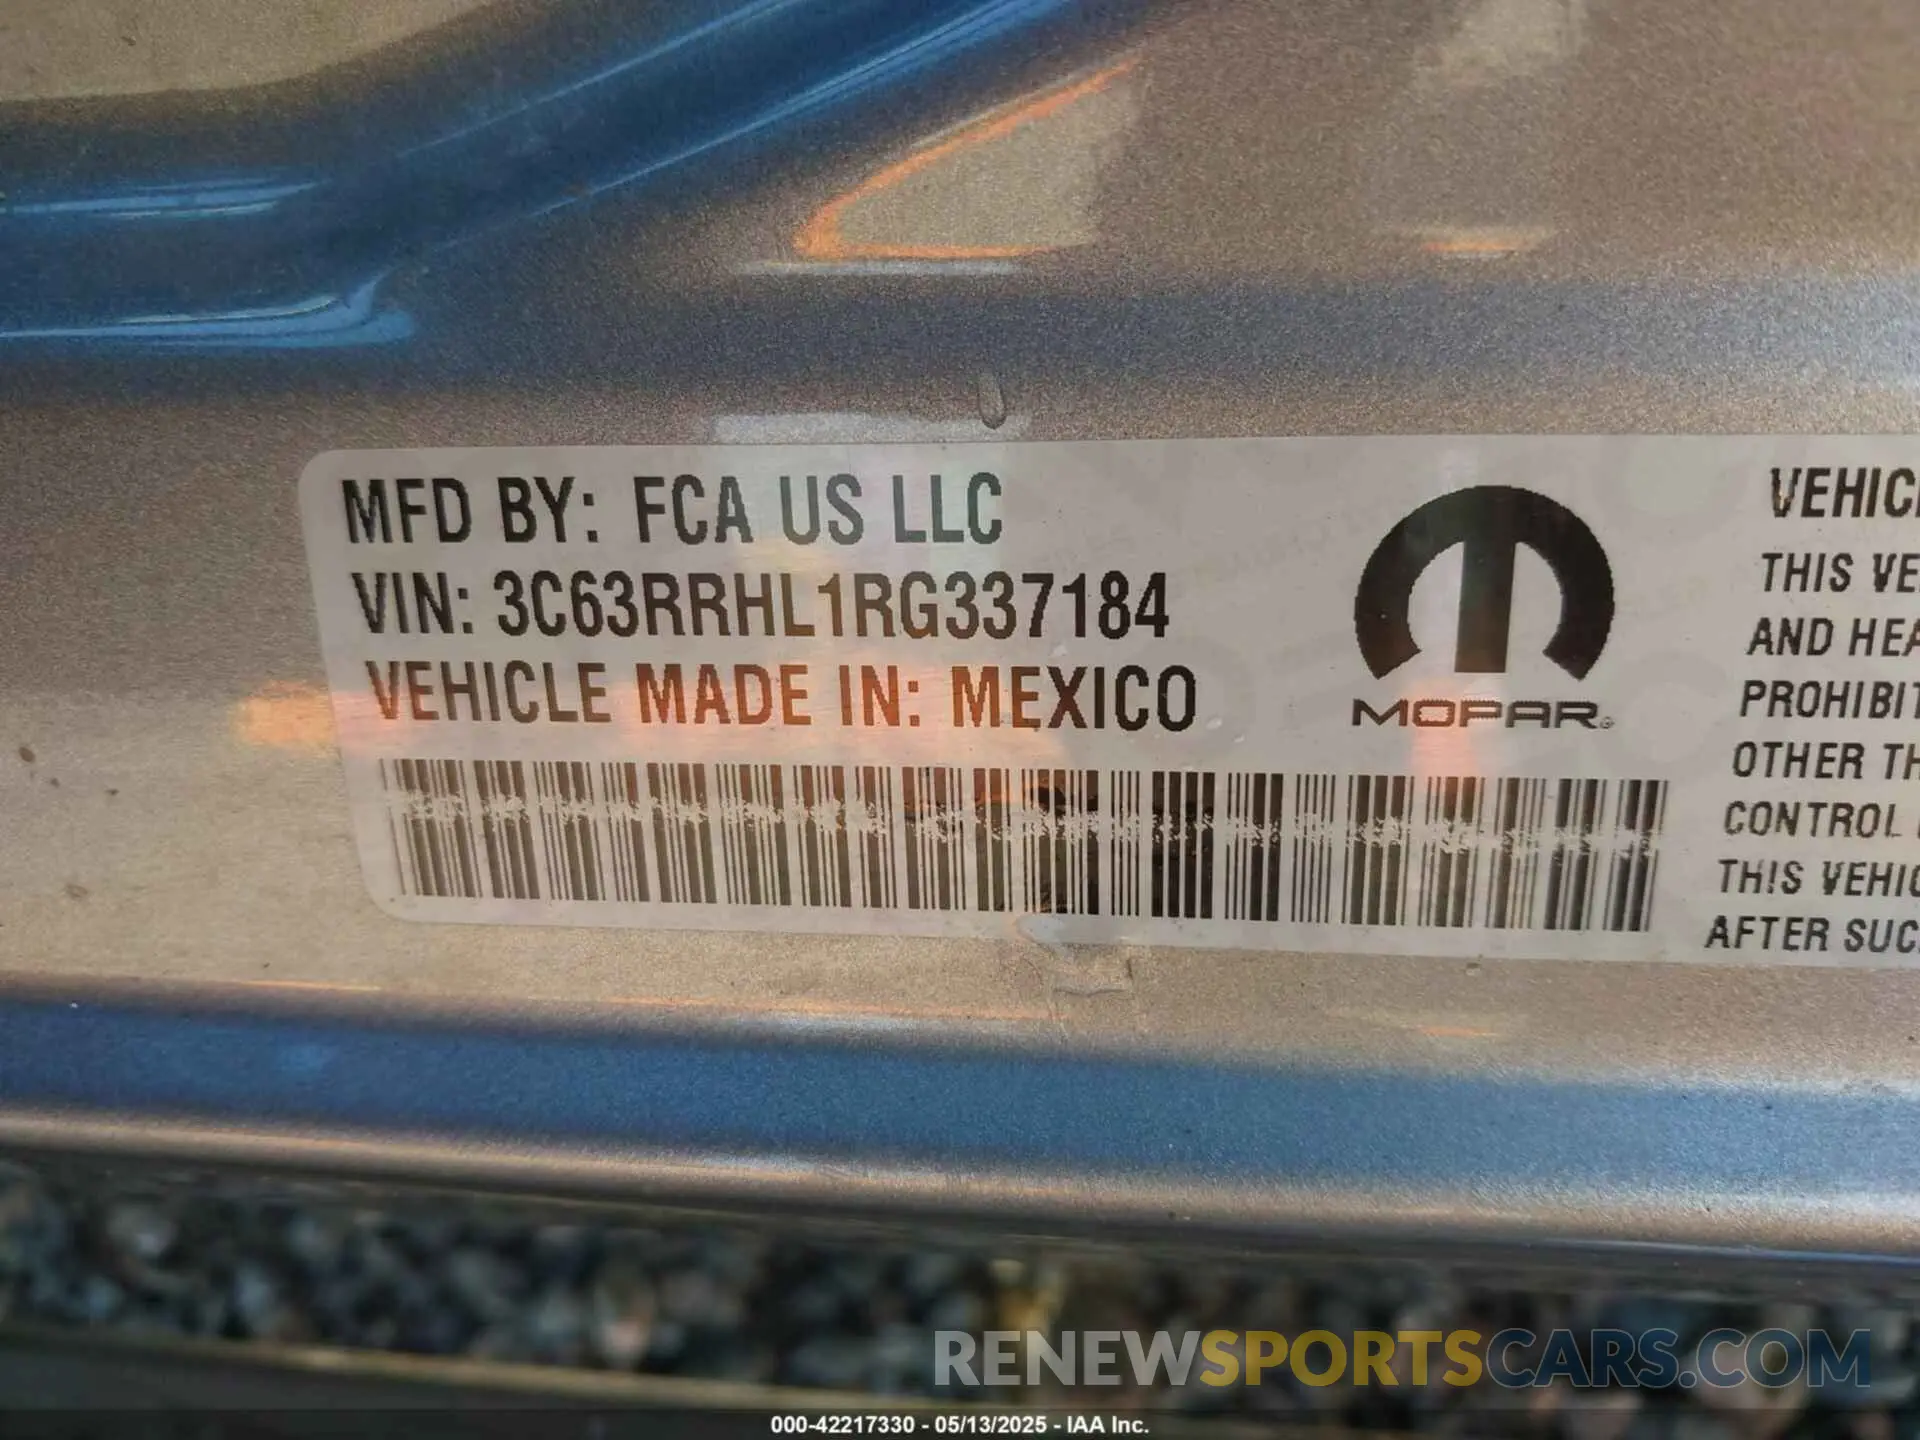 MFD BY: FCA US LLC
VIN: 3C63RRHL1RG337184
VEHICLE MADE IN: MEXICO
MOPAR
VEHIC
THIS VE
AND HEA
PROHIBIT
OTHER TH
CONTROL
THIS VEHIC
AFTER SUC
RENEWSPORTSCARS.COM
000-42217330 - 05/13/2025 - IAA Inc.